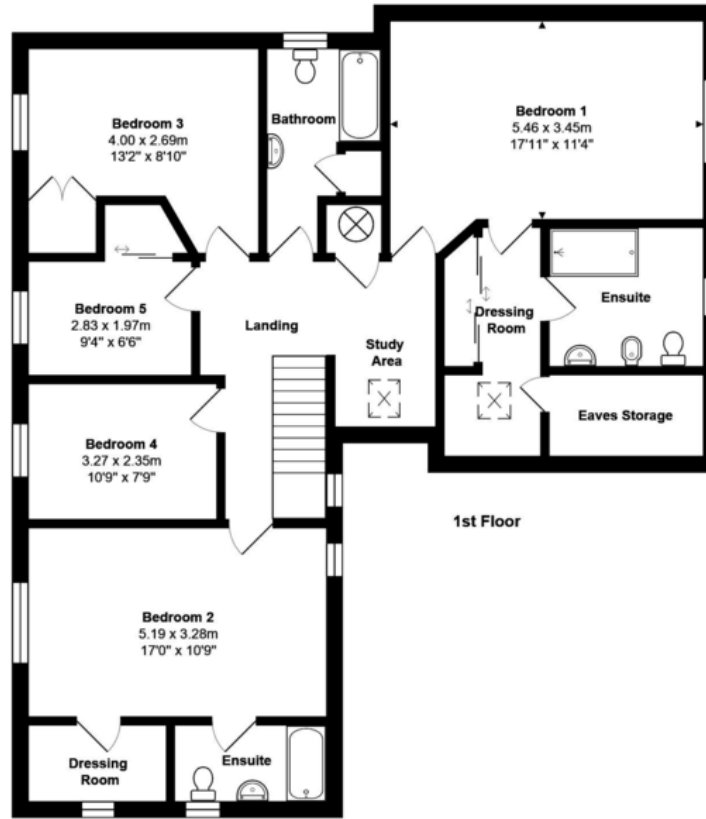 Bedroom 3
4.00 x 2.69m
13'2" x 8'10"
Bathroom
Bedroom 1
5.46 x 3.45m
17'11" x 11'4"
Bedroom 5
2.83 x 1.97m
9'4" x 6'6"
Landing
Study
Area
Dressing
Room
Ensuite
Eaves Storage
Bedroom 4
3.27 x 2.35m
10'9" x 7'9"
1st Floor
Bedroom 2
5.19 x 3.28m
17'0" x 10'9"
Dressing
Room
Ensuite